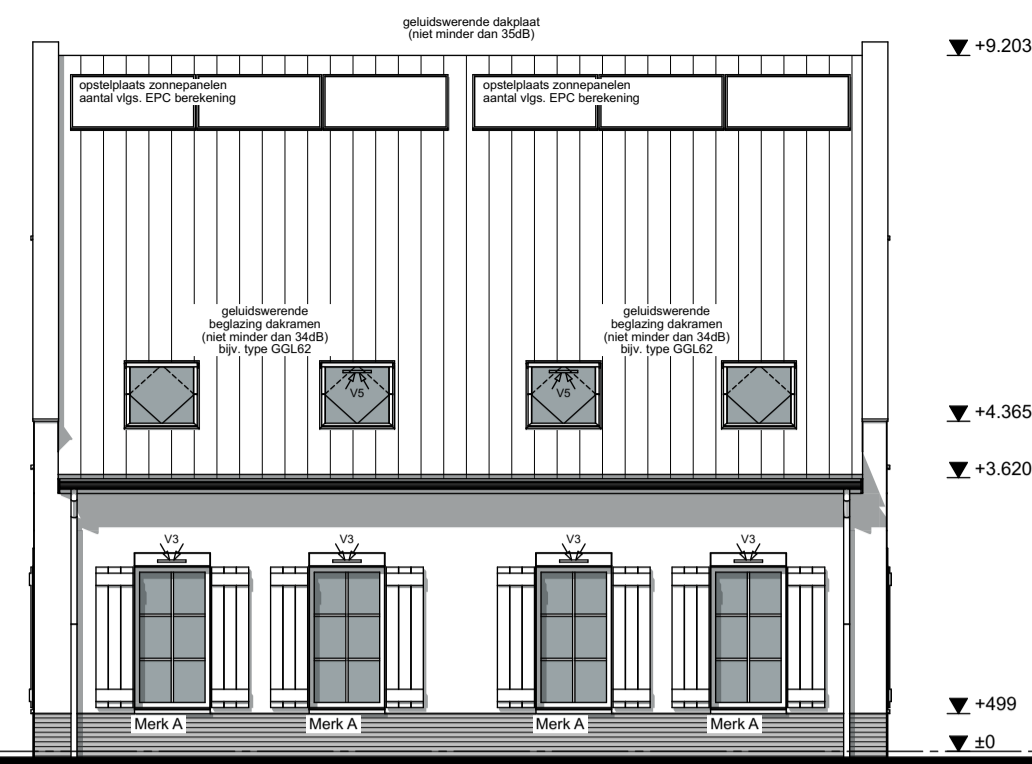 geluidswerende dakplaat
(niet minder dan 35dB)
+9.203
opstelplaats zonnepanelen
aantal vlgs. EPC berekening
opstelplaats zonnepanelen
aantal vlgs. EPC berekening
geluidswerende
beglazing dakramen
(niet minder dan 34dB)
bijv. type GGL62
geluidswerende
beglazing dakramen
(niet minder dan 34dB)
bijv. type GGL62
V5
V5
+4.365
+3.620
V3
V3
V3
V3
+499
Merk A
Merk A
Merk A
Merk A
±0